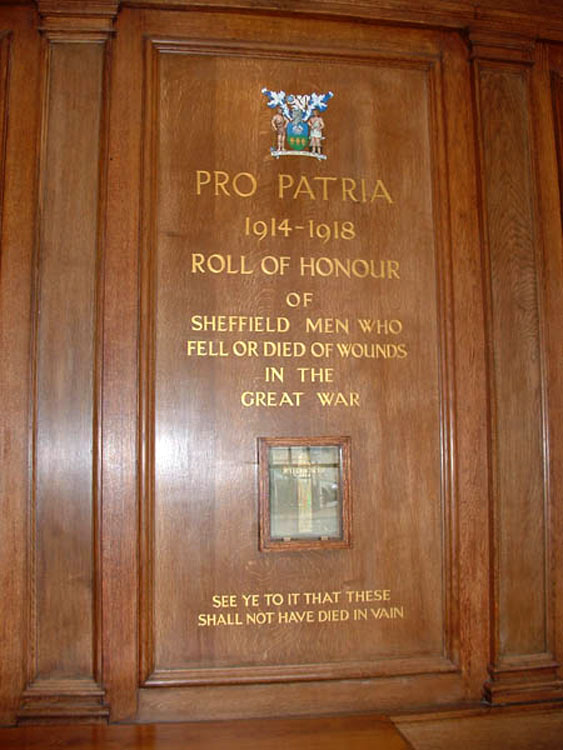 PRO PATRIA
1914-1918
ROLL OF HONOUR
OF
SHEFFIELD MEN WHO
FELL OR DIED OF WOUNDS
IN THE
GREAT WAR
SEE YE TO IT THAT THESE
SHALL NOT HAVE DIED IN VAIN